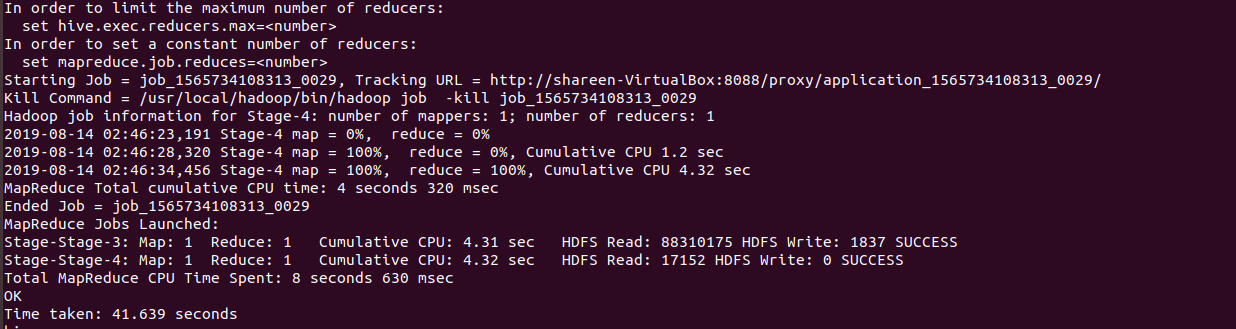 In order to limit the maximum number of reducers:
  set hive.exec.reducers.max=<number>
In order to set a constant number of reducers:
  set mapreduce.job.reduces=<number>
Starting Job = job_1565734108313_0029, Tracking URL = http://shareen-VirtualBox:8088/proxy/application_1565734108313_0029/
Kill Command = /usr/local/hadoop/bin/hadoop job  -kill job_1565734108313_0029
Hadoop job information for Stage-4: number of mappers: 1; number of reducers: 1
2019-08-14 02:46:23,191 Stage-4 map = 0%,  reduce = 0%
2019-08-14 02:46:28,320 Stage-4 map = 100%,  reduce = 0%, Cumulative CPU 1.2 sec
2019-08-14 02:46:34,456 Stage-4 map = 100%,  reduce = 100%, Cumulative CPU 4.32 sec
MapReduce Total cumulative CPU time: 4 seconds 320 msec
Ended Job = job_1565734108313_0029
MapReduce Jobs Launched:
Stage-Stage-3: Map: 1  Reduce: 1   Cumulative CPU: 4.31 sec   HDFS Read: 88310175 HDFS Write: 1837 SUCCESS
Stage-Stage-4: Map: 1  Reduce: 1   Cumulative CPU: 4.32 sec   HDFS Read: 17152 HDFS Write: 0 SUCCESS
Total MapReduce CPU Time Spent: 8 seconds 630 msec
OK
Time taken: 41.639 seconds